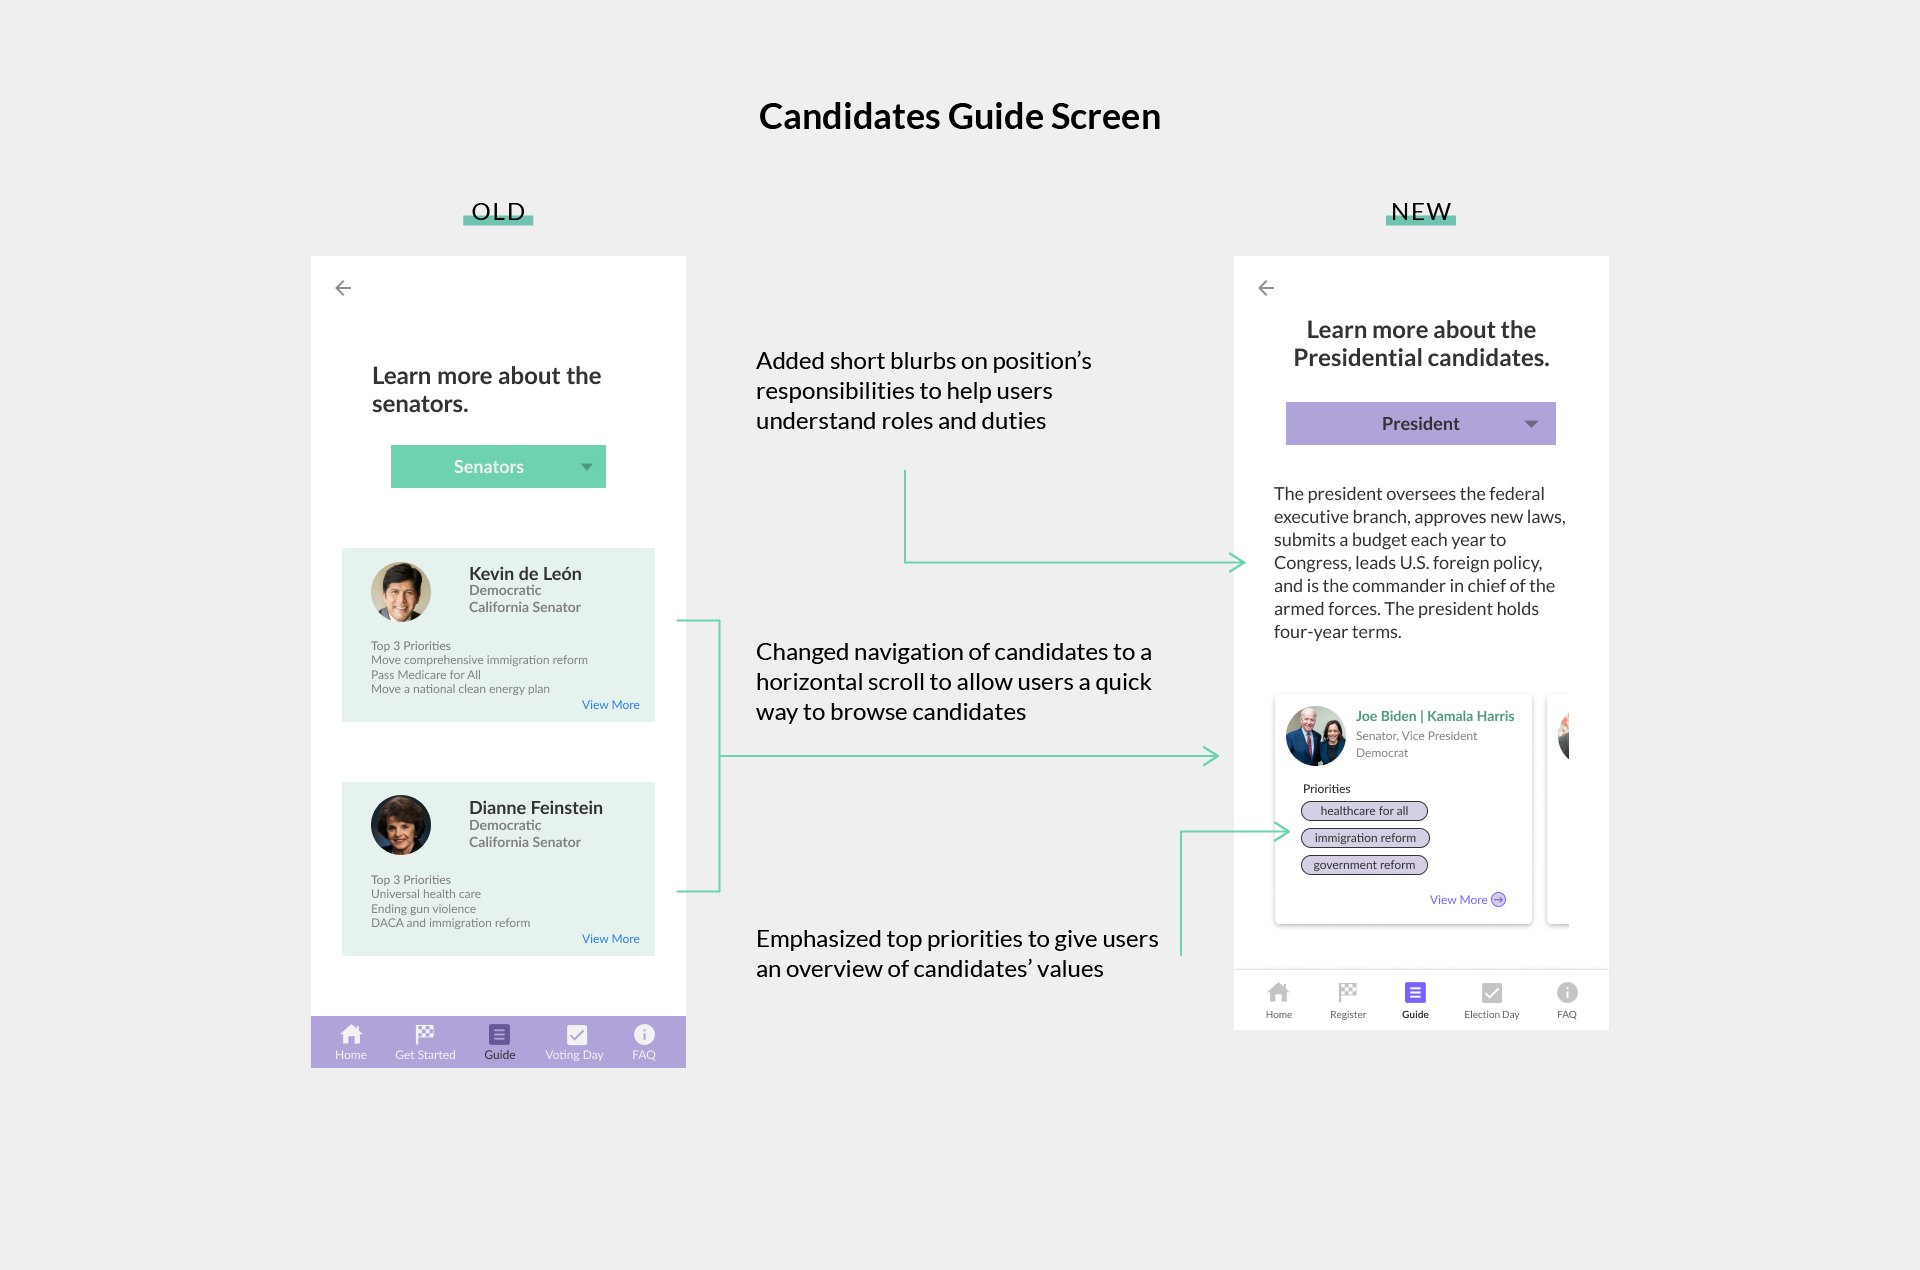 Candidates Guide Screen
OLD
Learn more about the
senators.
Senators
Kevin de León
Democratic
California Senator
Top 3 Priorities
Move comprehensive immigration reform
Pass Medicare for All
Move a national clean energy plan
View More
Dianne Feinstein
Democratic
California Senator
Top 3 Priorities
Universal health care
Ending gun violence
DACA and immigration reform
View More
Home
Get Started
Guide
Voting Day
FAQ
Added short blurbs on position’s
responsibilities to help users
understand roles and duties
Changed navigation of candidates to a
horizontal scroll to allow users a quick
way to browse candidates
Emphasized top priorities to give users
an overview of candidates’ values
NEW
Learn more about the
Presidential candidates.
President
The president oversees the federal
executive branch, approves new laws,
submits a budget each year to
Congress, leads U.S. foreign policy,
and is the commander in chief of the
armed forces. The president holds
four-year terms.
Joe Biden | Kamala Harris
Senator, Vice President
Democrat
Priorities
healthcare for all
immigration reform
government reform
View More
Home
Register
Guide
Election Day
FAQ